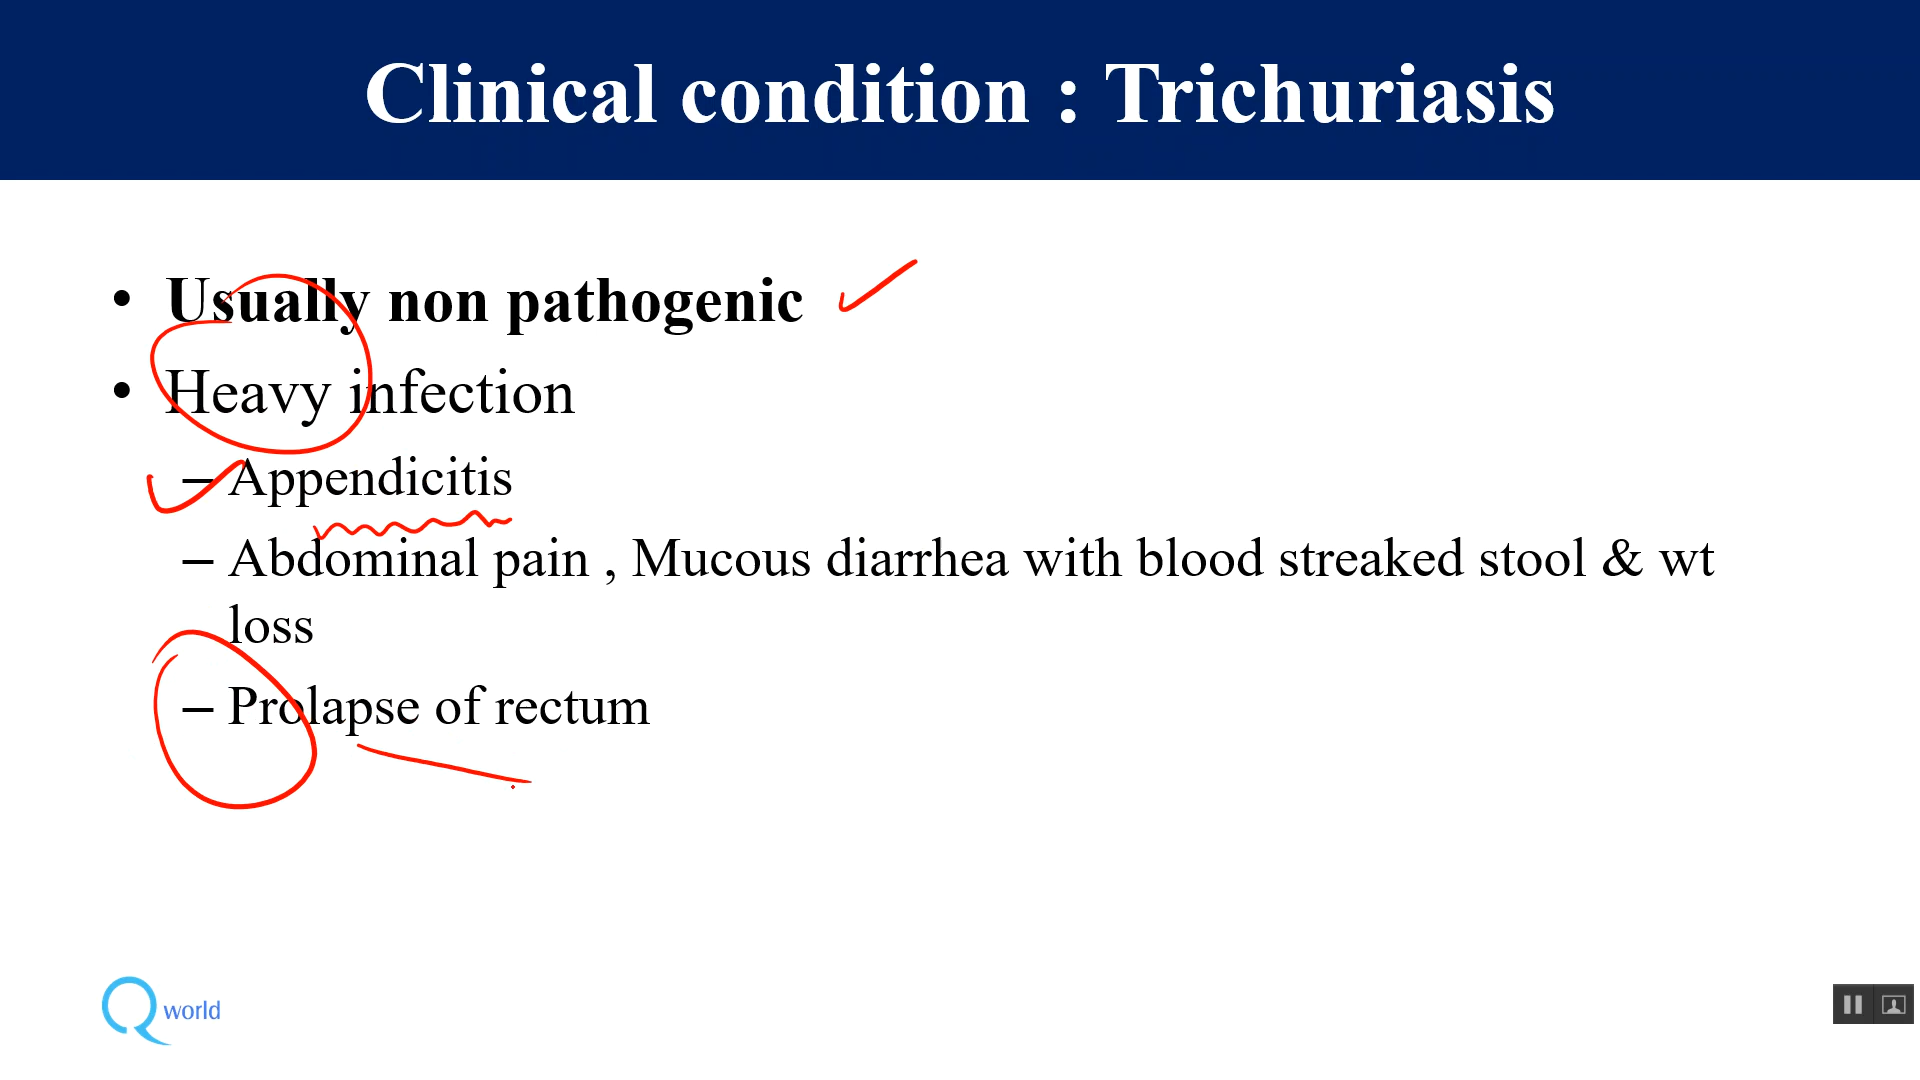 Clinical condition : Trichuriasis
• Usually non pathogenic
• Heavy infection
– Appendicitis
– Abdominal pain , Mucous diarrhea with blood streaked stool & wt
loss
– Prolapse of rectum
Q world